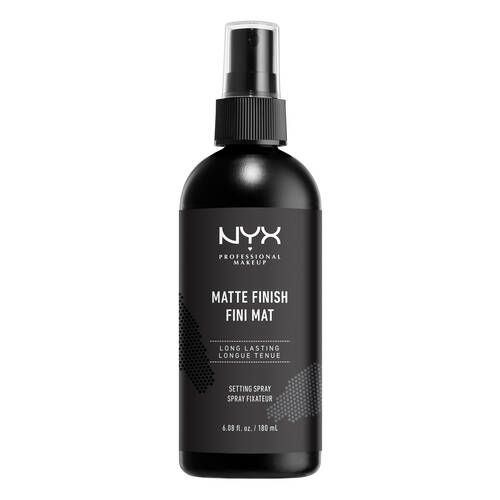 NYX
PROFESSIONAL
MAKEUP
MATTE FINISH
FINI MAT
LONG LASTING
LONGUE TENUE
SETTING SPRAY
SPRAY FIXATEUR
6.08 fl. oz. / 180 mL